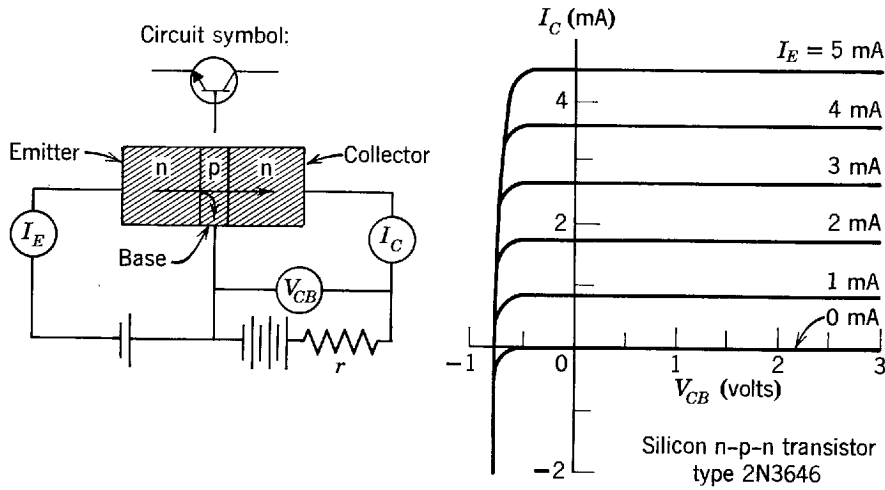 Circuit symbol:
Emitter
n
p
n
Collector
I_E
Base
I_C
V_CB
r
I_C (mA)
I_E = 5 mA
4
4 mA
3 mA
2
2 mA
1 mA
0 mA
−1
0
1
2
3
V_CB (volts)
−2
Silicon n–p–n transistor
type 2N3646